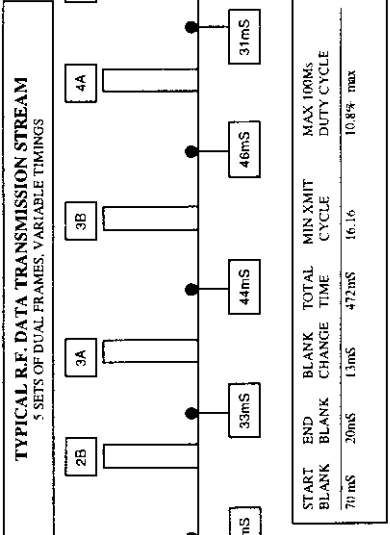 TYPICAL R.F. DATA TRANSMISSION STREAM
5 SETS OF DUAL FRAMES, VARIABLE TIMINGS
2B
3A
3B
4A
mS
33mS
44mS
46mS
31mS
START BLANK END BLANK BLANK CHANGE TOTAL TIME MIN XMIT CYCLE MAX 100Ms DUTY CYCLE
70 mS 20mS 13mS 472mS 16.16 10.8% max